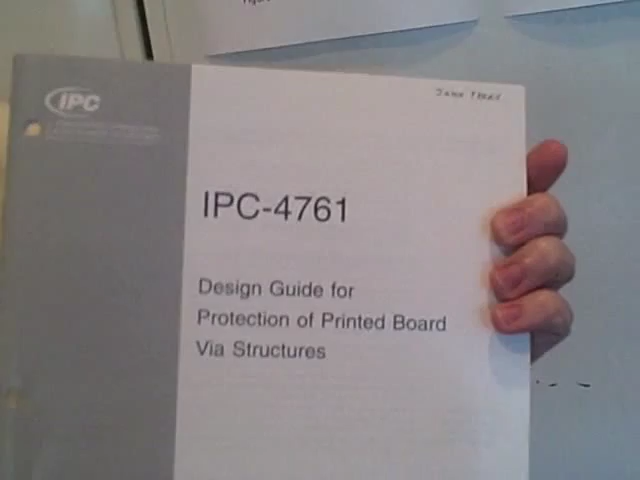 IPC
IPC-4761
Design Guide for
Protection of Printed Board
Via Structures